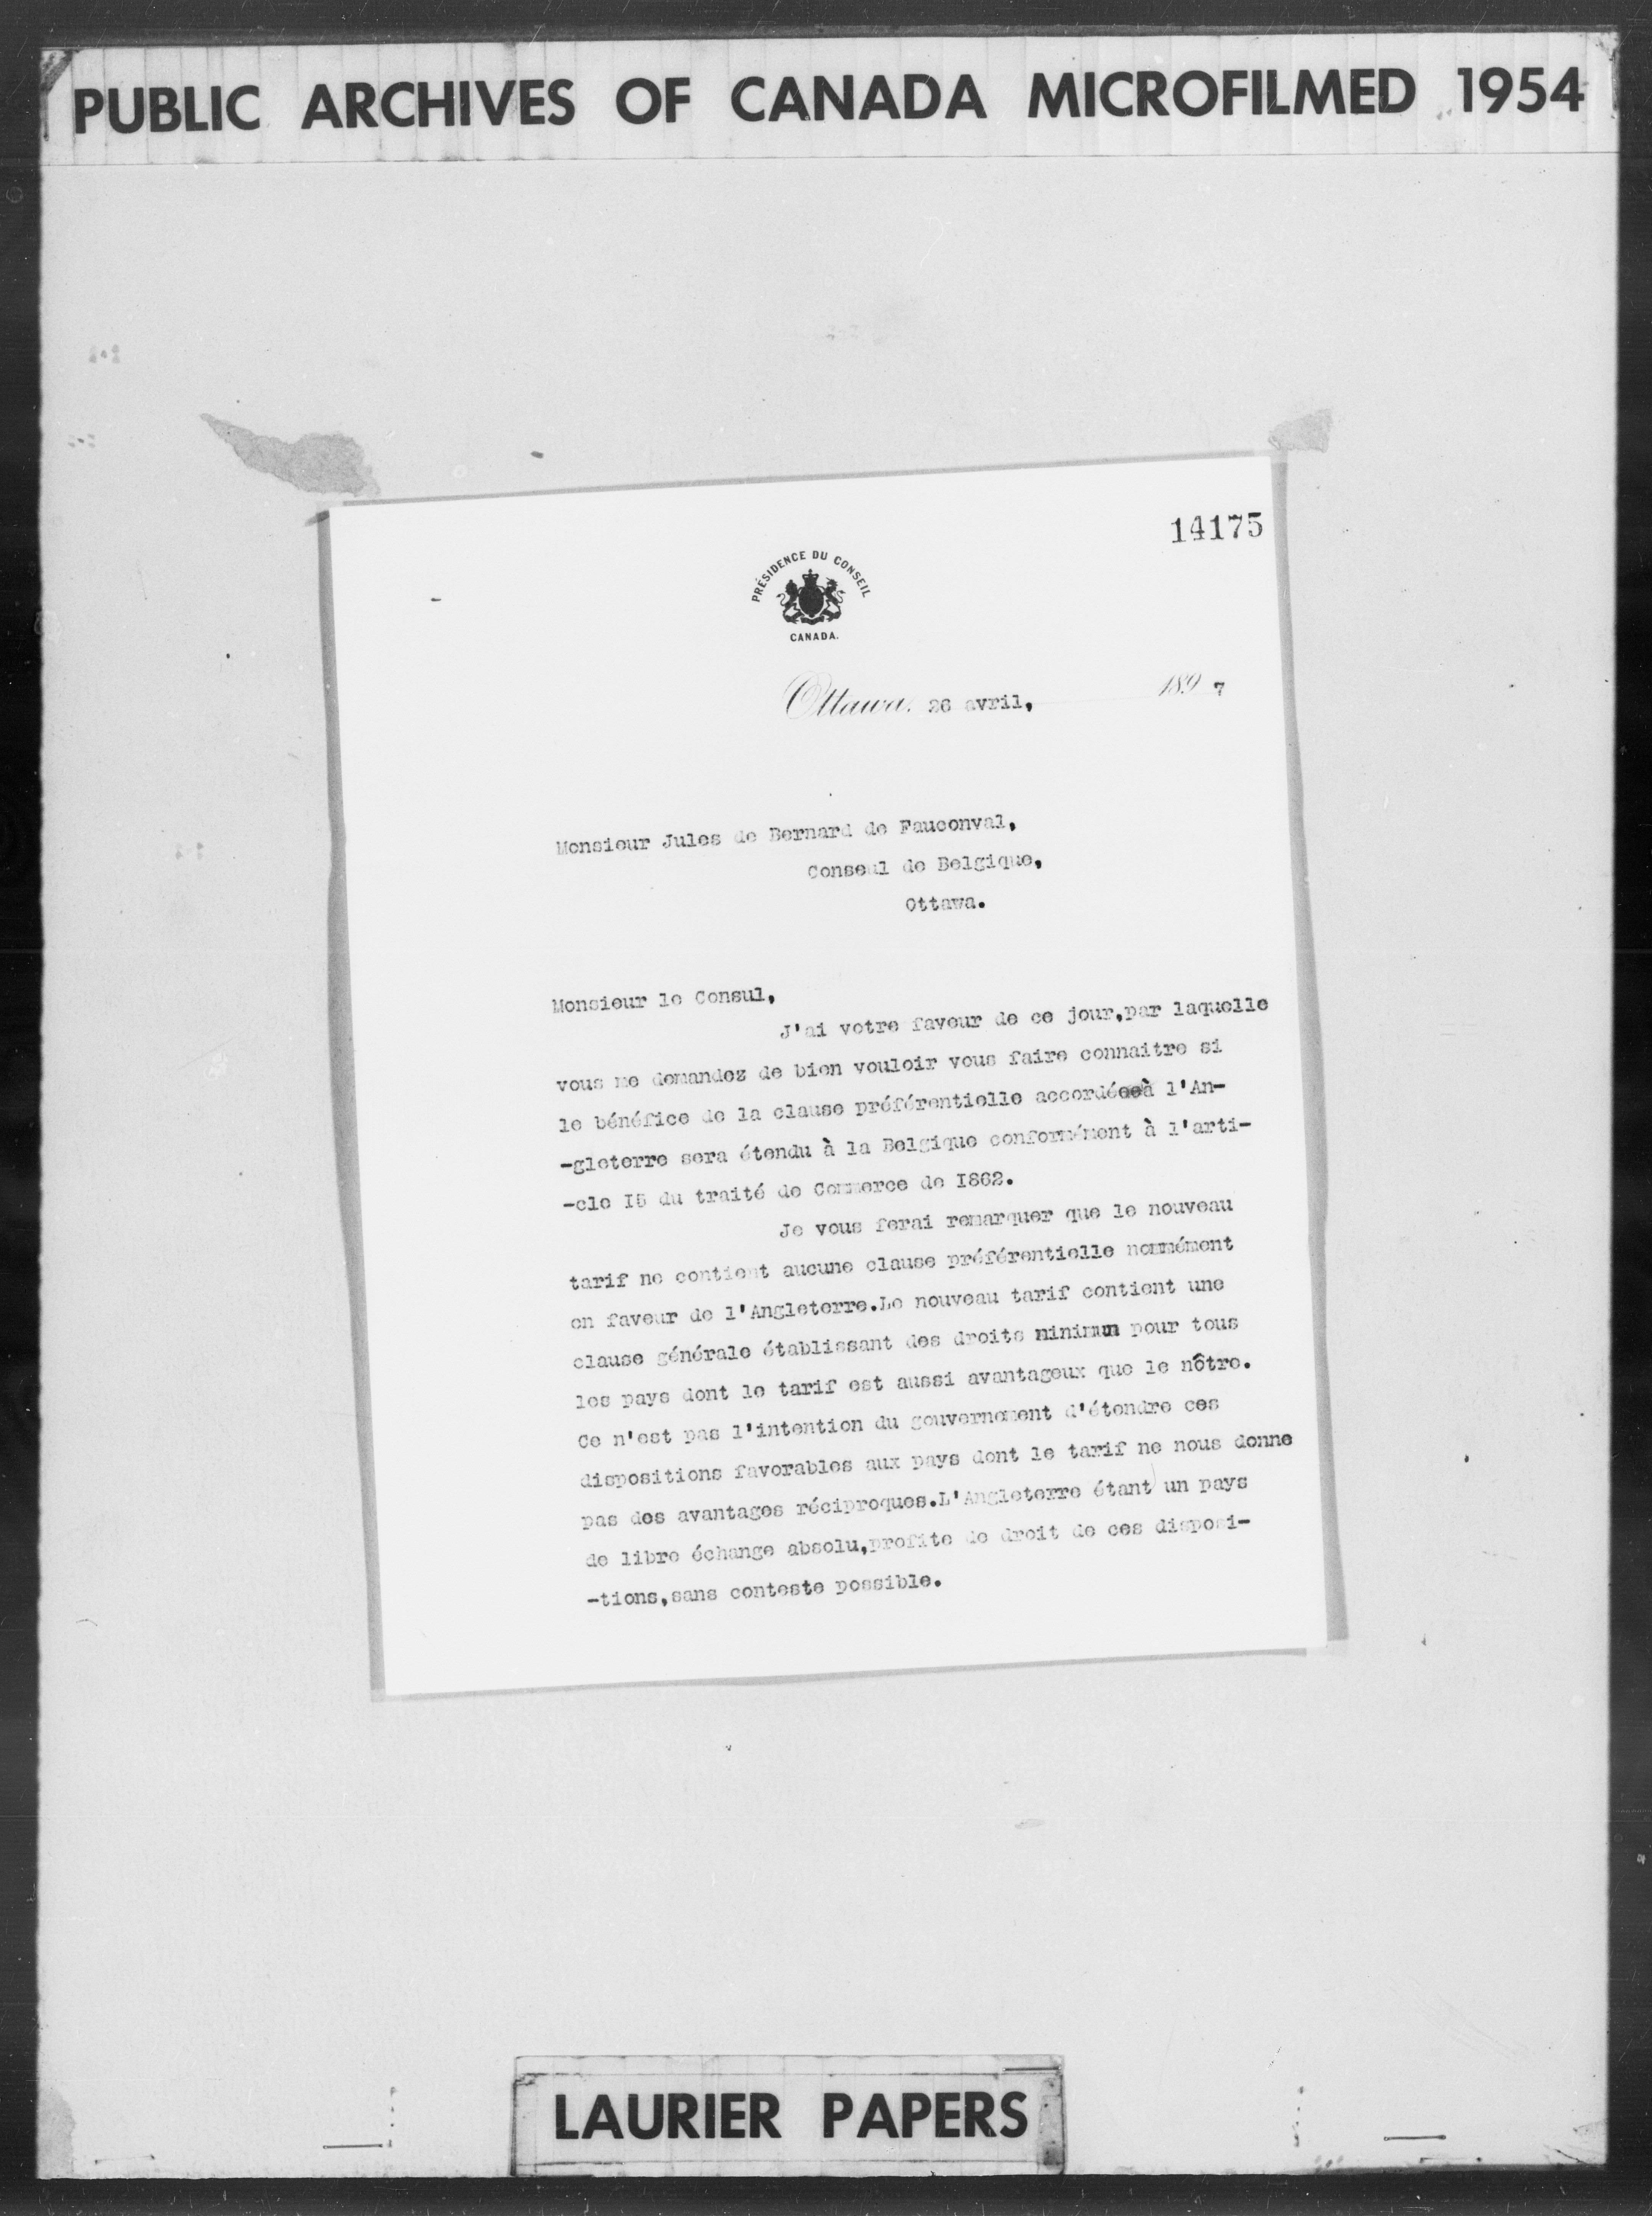 PUBLIC ARCHIVES OF CANADA MICROFILMED 1954
14175
PRÉSIDENCE DU CONSEIL
CANADA.
Ottawa, 26 avril, 1897
Monsieur Jules de Bernard de Fauconval,
Conseul de Belgique,
Ottawa.
Monsieur le Consul,
J'ai votre faveur de ce jour,par laquelle
vous me demandez de bien vouloir vous faire connaitre si
le bénéfice de la clause préférentielle accordée à l'An-
-gleterre sera étendu à la Belgique conformément à l'arti-
-cle I5 du traité de Commerce de I862.
Je vous ferai remarquer que le nouveau
tarif ne contient aucune clause préférentielle nommément
en faveur de l'Angleterre.Le nouveau tarif contient une
clause générale établissant des droits minimum pour tous
les pays dont le tarif est aussi avantageux que le nôtre.
Ce n'est pas l'intention du gouvernement d'étendre ces
dispositions favorables aux pays dont le tarif ne nous donne
pas des avantages réciproques.L'Angleterre étant un pays
de libre échange absolu,profite de droit de ces disposi-
-tions,sans conteste possible.
LAURIER PAPERS